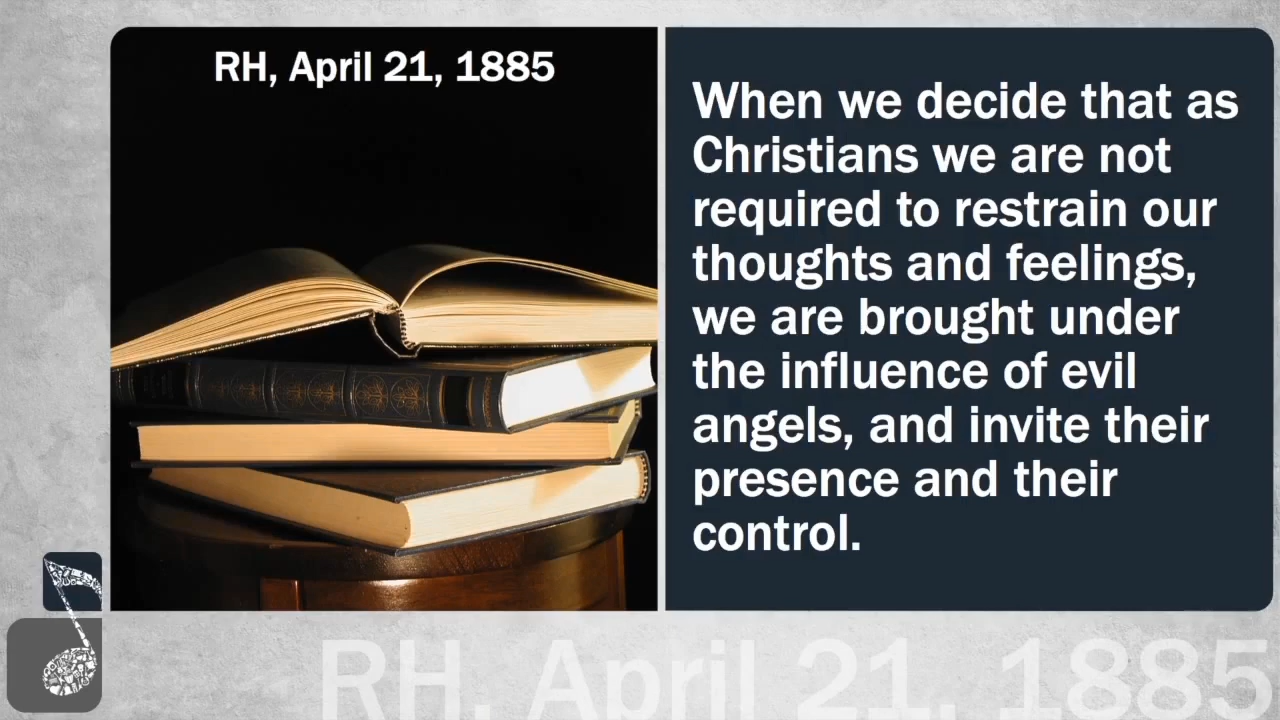 RH, April 21, 1885
When we decide that as
Christians we are not
required to restrain our
thoughts and feelings,
we are brought under
the influence of evil
angels, and invite their
presence and their
control.
RH, April 21, 1885